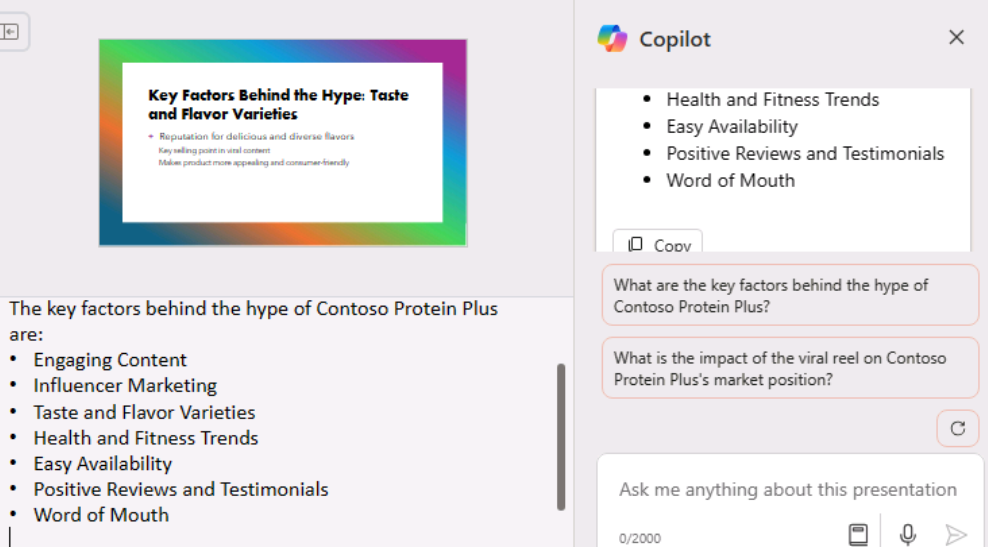 Key Factors Behind the Hype: Taste
and Flavor Varieties
Reputation for delicious and diverse flavors
Key selling point in viral content
Makes product more appealing and consumer-friendly
The key factors behind the hype of Contoso Protein Plus
are:
• Engaging Content
• Influencer Marketing
• Taste and Flavor Varieties
• Health and Fitness Trends
• Easy Availability
• Positive Reviews and Testimonials
• Word of Mouth
Copilot
• Health and Fitness Trends
• Easy Availability
• Positive Reviews and Testimonials
• Word of Mouth
Copy
What are the key factors behind the hype of
Contoso Protein Plus?
What is the impact of the viral reel on Contoso
Protein Plus's market position?
Ask me anything about this presentation
0/2000